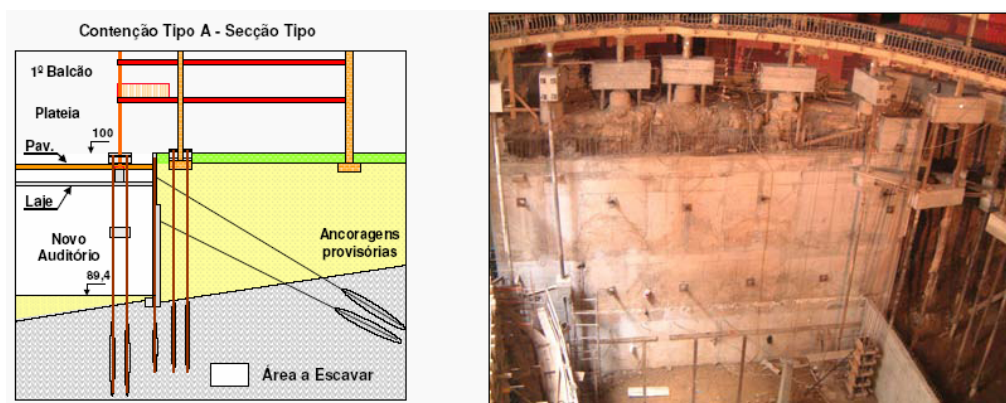 Contenção Tipo A - Secção Tipo
1º Balcão
Plateia
100
Pav.
Laje
Novo
Auditório
89,4
Ancoragens
provisórias
Área a Escavar